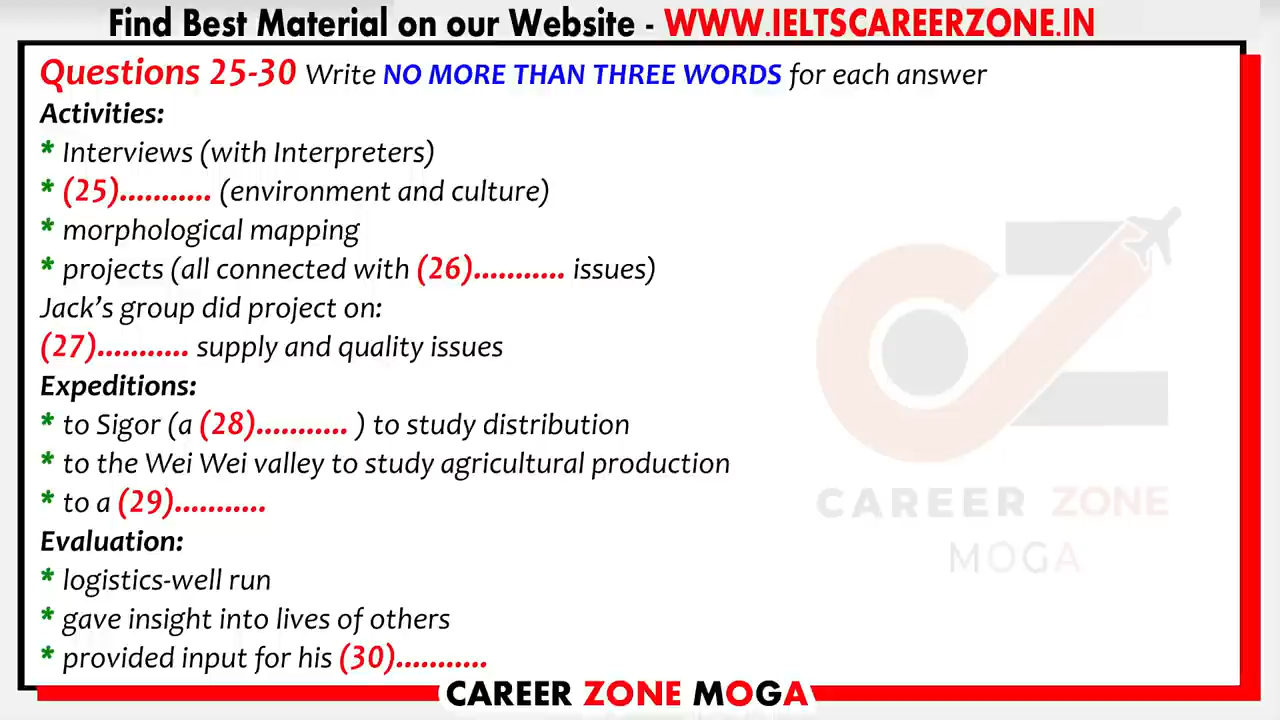 Find Best Material on our Website - WWW.IELTSCAREERZONE.IN
Questions 25-30 Write NO MORE THAN THREE WORDS for each answer
Activities:
* Interviews (with Interpreters)
* (25)........... (environment and culture)
* morphological mapping
* projects (all connected with (26)........... issues)
Jack's group did project on:
(27)........... supply and quality issues
Expeditions:
* to Sigor (a (28)........... ) to study distribution
* to the Wei Wei valley to study agricultural production
* to a (29)...........
Evaluation:
* logistics-well run
* gave insight into lives of others
* provided input for his (30)...........
CAREER ZONE
MOGA
CAREER ZONE MOGA